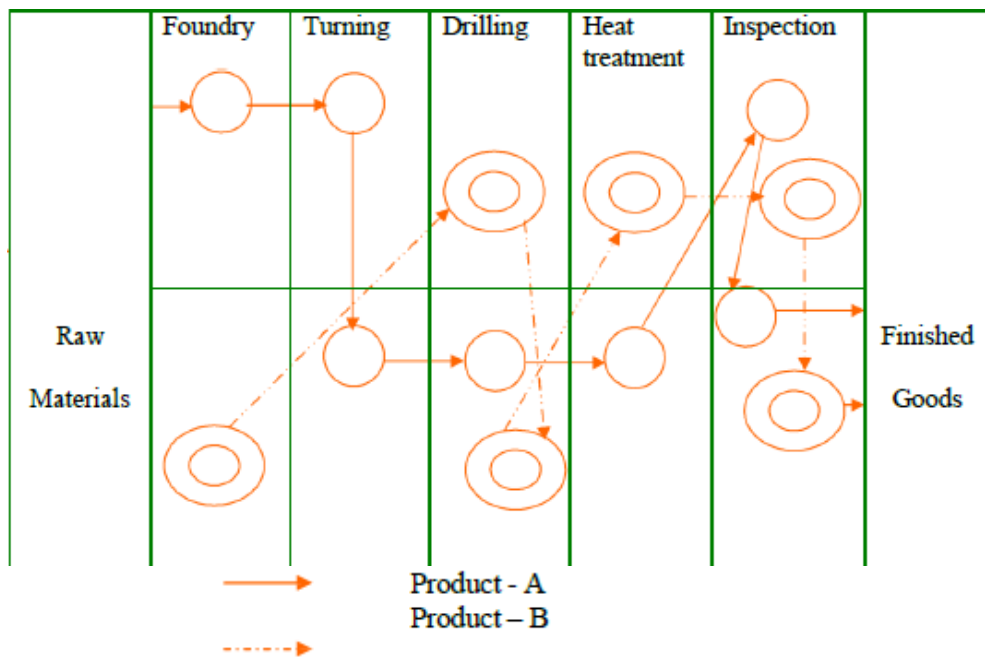 Foundry
Turning
Drilling
Heat
treatment
Inspection
Raw
Materials
Finished
Goods
Product - A
Product – B